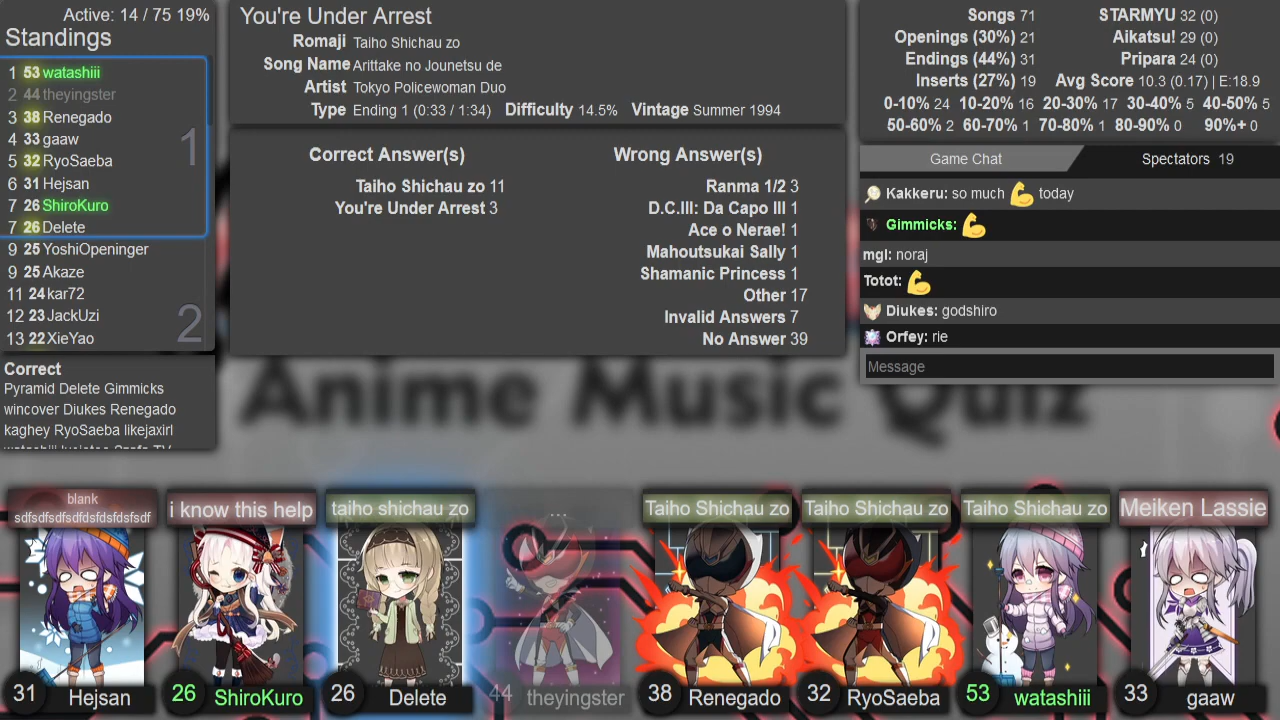 Active: 14 / 75 19%
Standings
1 53 watashiii
2 44 theyingster
3 38 Renegado
4 33 gaaw
5 32 RyoSaeba
6 31 Hejsan
7 26 ShiroKuro
7 26 Delete
1
9 25 YoshiOpeninger
9 25 Akaze
11 24 kar72
12 23 JackUzi
13 22 XieYao
2
Correct
Pyramid Delete Gimmicks
wincover Diukes Renegado
kaghey RyoSaeba likejaxirl
You're Under Arrest
Romaji Taiho Shichau zo
Song Name Arittake no Jounetsu de
Artist Tokyo Policewoman Duo
Type Ending 1 (0:33 / 1:34) Difficulty 14.5% Vintage Summer 1994
Correct Answer(s)
Taiho Shichau zo 11
You're Under Arrest 3
Wrong Answer(s)
Ranma 1/2 3
D.C.III: Da Capo III 1
Ace o Nerae! 1
Mahoutsukai Sally 1
Shamanic Princess 1
Other 17
Invalid Answers 7
No Answer 39
Songs 71 STARMYU 32 (0)
Openings (30%) 21 Aikatsu! 29 (0)
Endings (44%) 31 Pripara 24 (0)
Inserts (27%) 19 Avg Score 10.3 (0.17) | E:18.9
0-10% 24 10-20% 16 20-30% 17 30-40% 5 40-50% 5
50-60% 2 60-70% 1 70-80% 1 80-90% 0 90%+ 0
Game Chat Spectators 19
Kakkeru: so much 💪 today
Gimmicks: 💪
mgl: noraj
Totot: 💪
Diukes: godshiro
Orfey: rie
Message
Anime Music Quiz
blank
sdfsdfsdfsdfsdfsdfsdfsdf
i know this help
taiho shichau zo
...
Taiho Shichau zo
Taiho Shichau zo
Taiho Shichau zo
Meiken Lassie
31 Hejsan
26 ShiroKuro
26 Delete
44 theyingster
38 Renegado
32 RyoSaeba
53 watashiii
33 gaaw